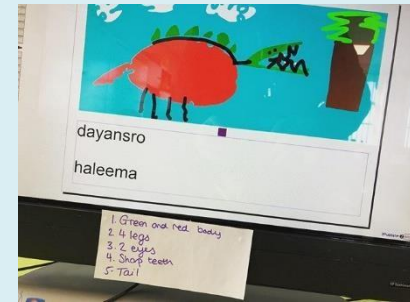 dayansro
haleema
1. Green and red body
2. 4 legs
3. 2 eyes
4. Sharp teeth
5. Tail